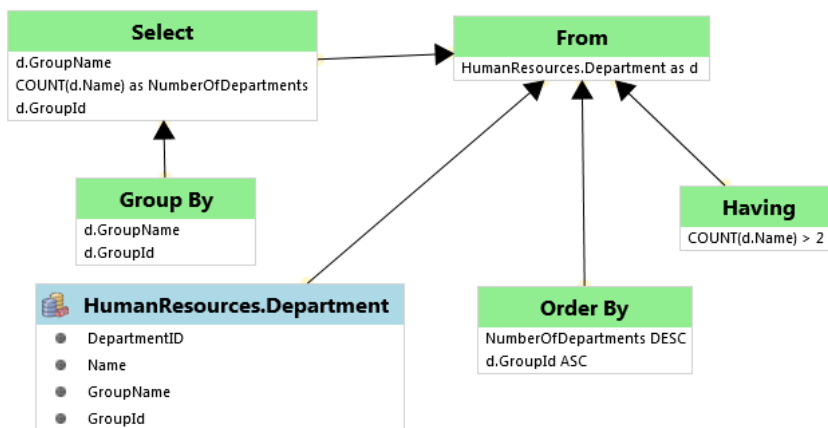 Select
d.GroupName
COUNT(d.Name) as NumberOfDepartments
d.GroupId
From
HumanResources.Department as d
Group By
d.GroupName
d.GroupId
Having
COUNT(d.Name) > 2
HumanResources.Department
DepartmentID
Name
GroupName
GroupId
Order By
NumberOfDepartments DESC
d.GroupId ASC